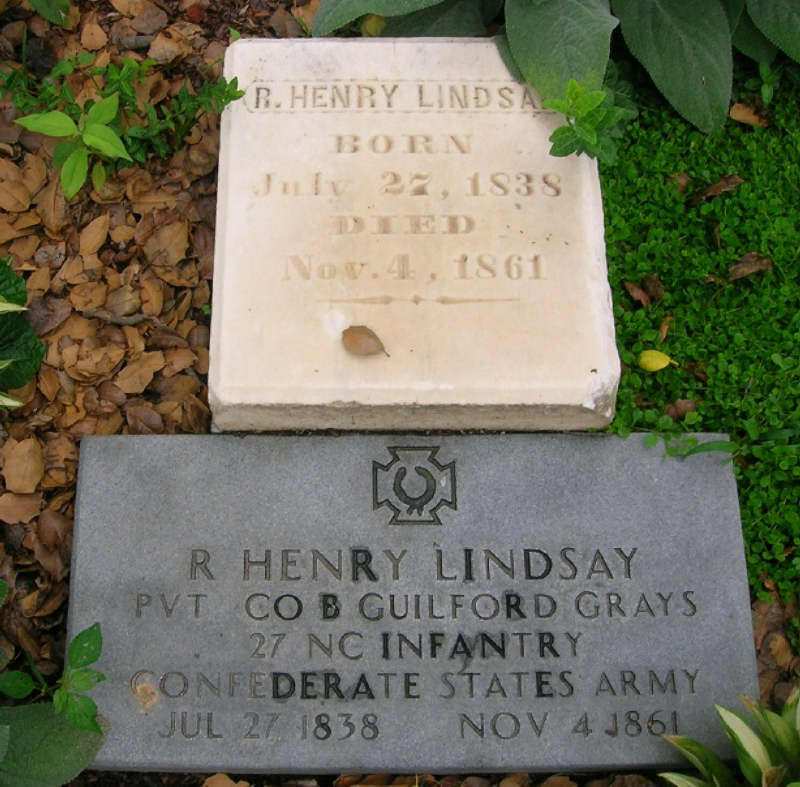 R. HENRY LINDSA
BORN
July 27, 1838
DIED
Nov. 4, 1861
R HENRY LINDSAY
PVT CO B GUILFORD GRAYS
27 NC INFANTRY
CONFEDERATE STATES ARMY
JUL 27 1838 NOV 4 1861